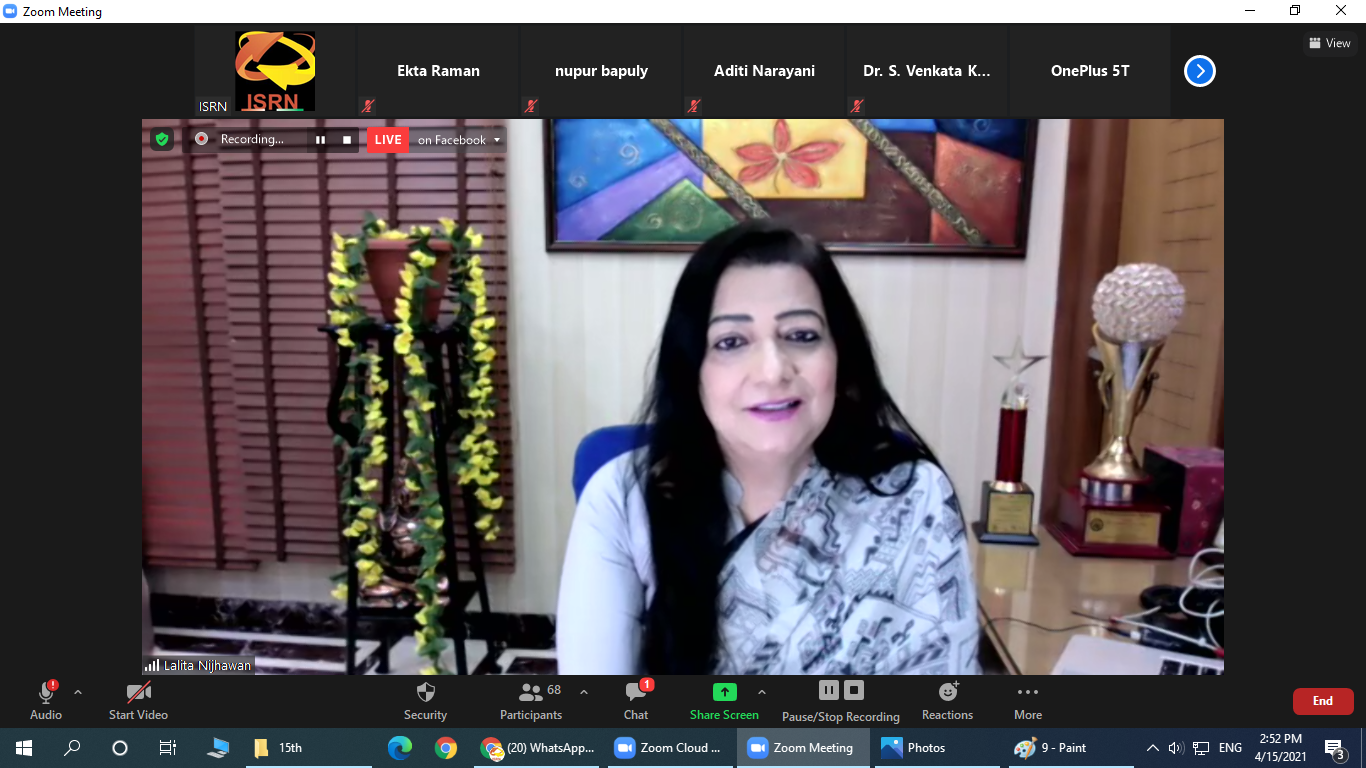 Zoom Meeting
View
ISRN
ISRN
Ekta Raman
nupur bapuly
Aditi Narayani
Dr. S. Venkata K...
OnePlus 5T
Recording...
LIVE
on Facebook
Lalita Nijhawan
Audio
Start Video
Security
68
Participants
1
Chat
Share Screen
Pause/Stop Recording
Reactions
More
End
15th
(20) WhatsApp...
Zoom Cloud ...
Zoom Meeting
Photos
9 - Paint
ENG
2:52 PM
4/15/2021
3